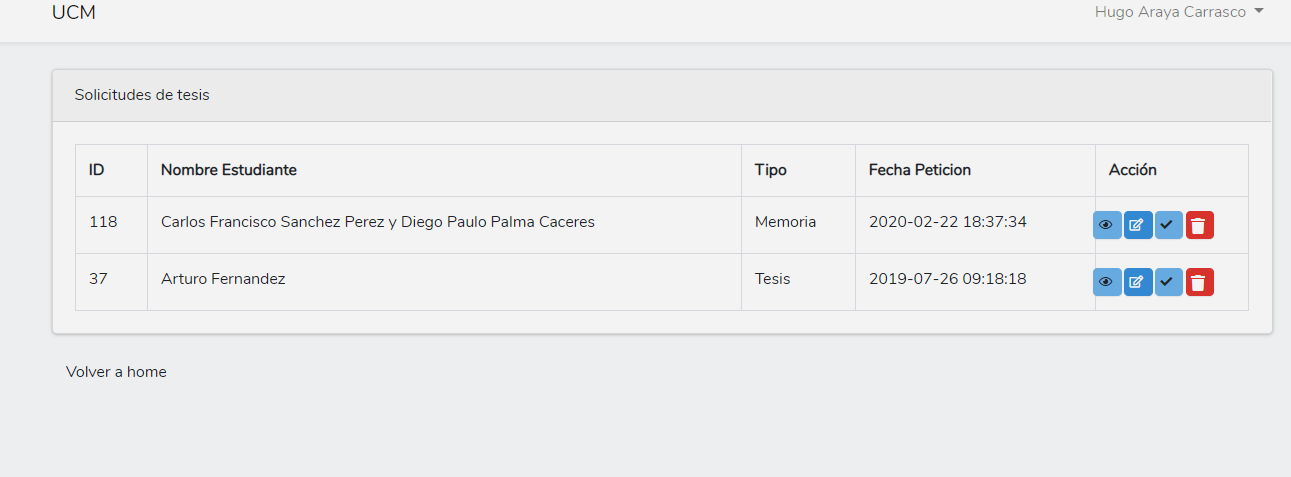 UCM
Hugo Araya Carrasco
Solicitudes de tesis
ID Nombre Estudiante Tipo Fecha Peticion Acción
118 Carlos Francisco Sanchez Perez y Diego Paulo Palma Caceres Memoria 2020-02-22 18:37:34
37 Arturo Fernandez Tesis 2019-07-26 09:18:18
Volver a home